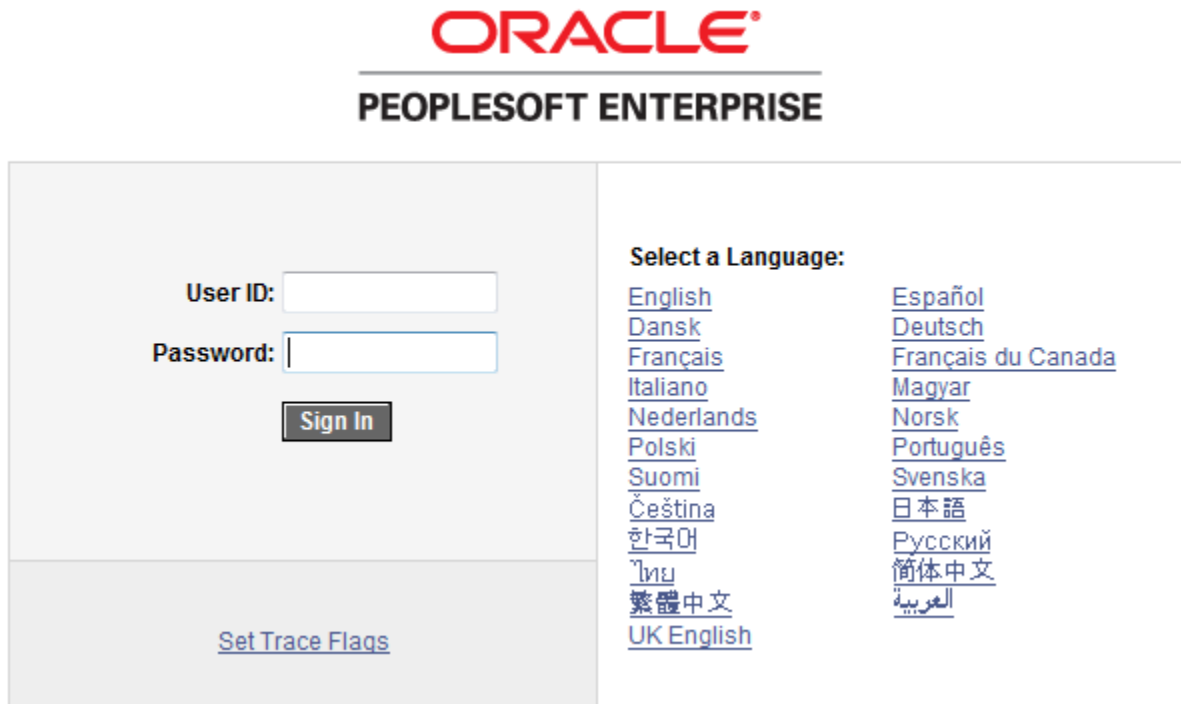 ORACLE
PEOPLESOFT ENTERPRISE
User ID:
Password:
Sign In
Set Trace Flags
Select a Language:
English Español
Dansk Deutsch
Français Français du Canada
Italiano Magyar
Nederlands Norsk
Polski Português
Suomi Svenska
Čeština 日本語
한국어 Русский
ไทย 简体中文
繁體中文 العربية
UK English